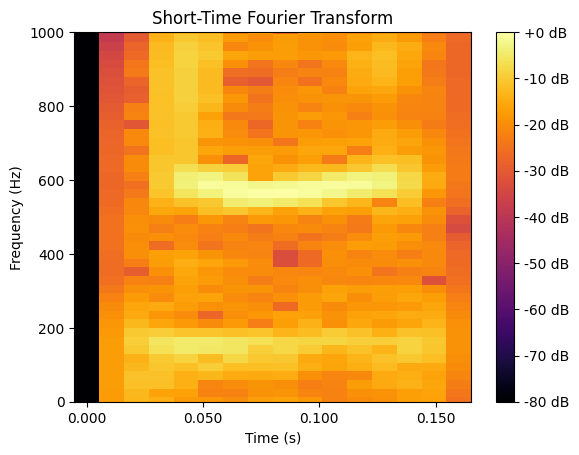 Short-Time Fourier Transform
1000
800
600
400
200
0
Frequency (Hz)
0.000
0.050
0.100
0.150
Time (s)
+0 dB
-10 dB
-20 dB
-30 dB
-40 dB
-50 dB
-60 dB
-70 dB
-80 dB